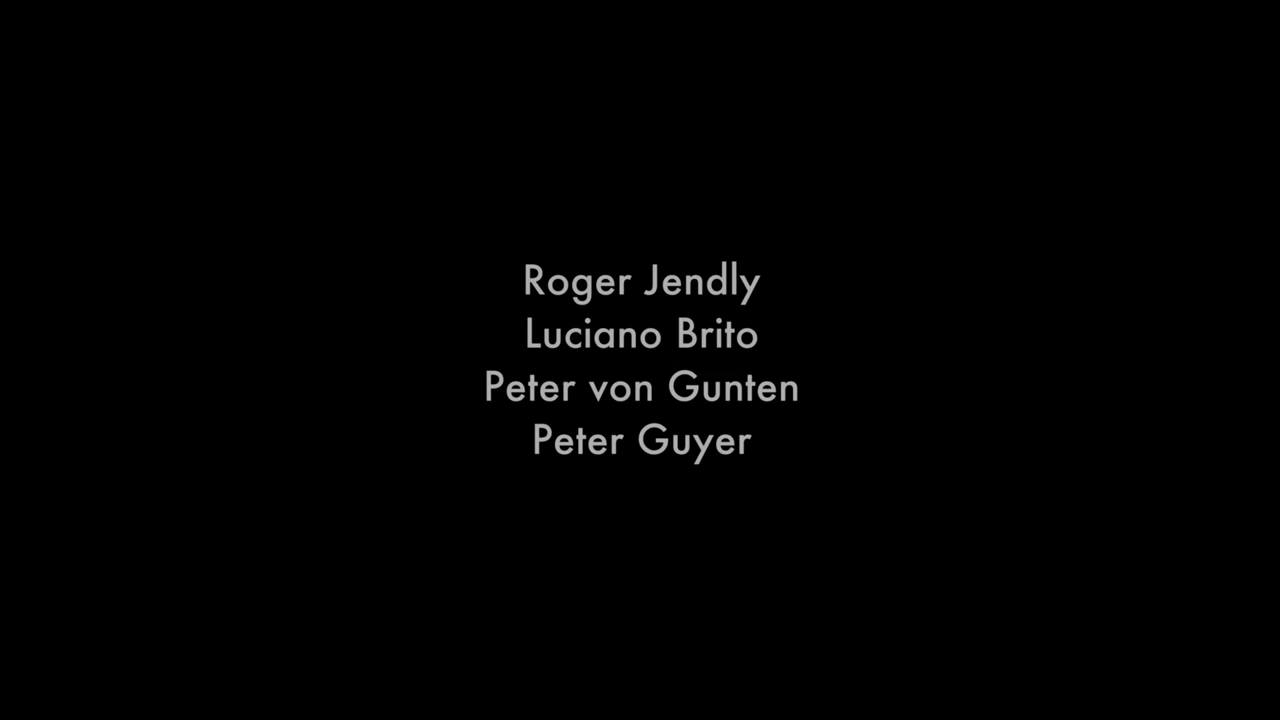 Roger Jendly
Luciano Brito
Peter von Gunten
Peter Guyer